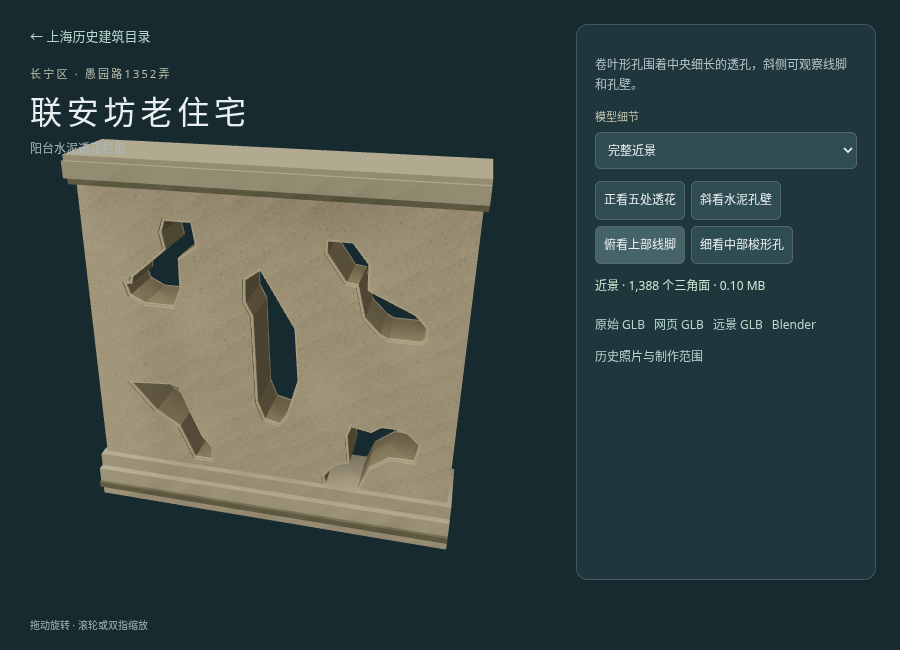 ← 上海历史建筑目录
长宁区 · 愚园路1352弄
联安坊老住宅
阳台水泥透花栏板
拖动旋转 · 滚轮或双指缩放
卷叶形孔围着中央细长的透孔，斜侧可观察线脚
和孔壁。
模型细节
完整近景
正看五处透花 斜看水泥孔壁
俯看上部线脚 细看中部梭形孔
近景 · 1,388 个三角面 · 0.10 MB
原始 GLB 网页 GLB 远景 GLB Blender
历史照片与制作范围